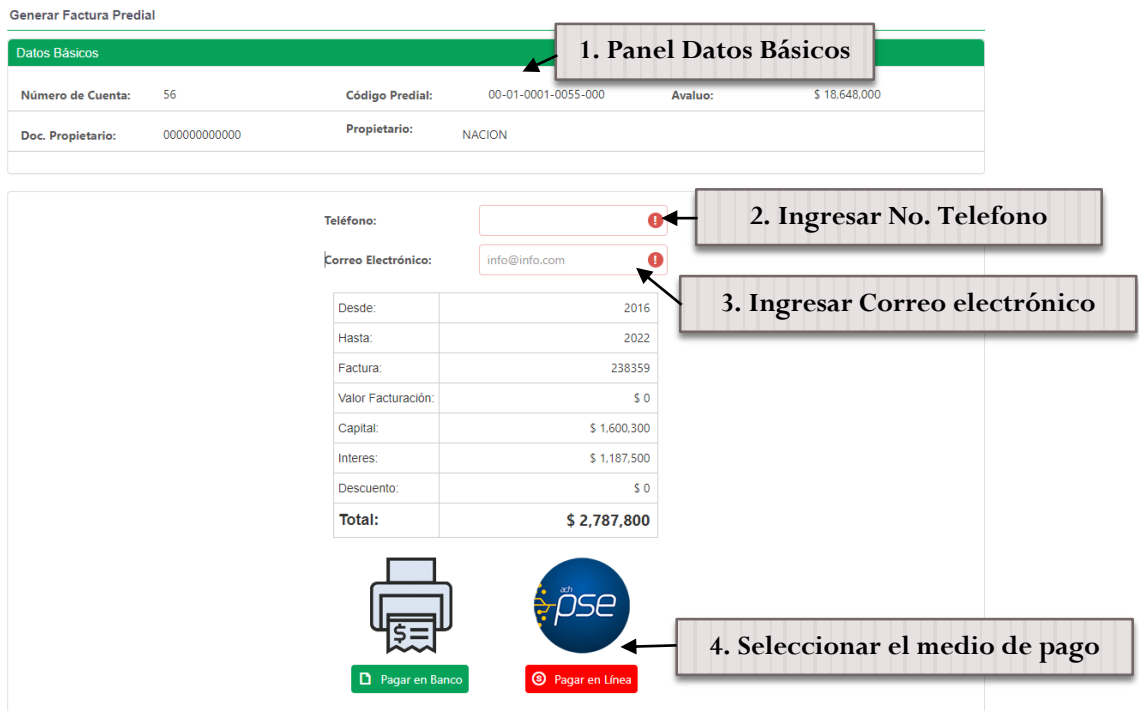 Generar Factura Predial
Datos Básicos
1. Panel Datos Básicos
Número de Cuenta: 56 Código Predial: 00-01-0001-0055-000 Avaluo: $ 18,648,000
Doc. Propietario: 000000000000 Propietario: NACION
Teléfono:
2. Ingresar No. Telefono
Correo Electrónico: info@info.com
3. Ingresar Correo electrónico
Desde: 2016
Hasta: 2022
Factura: 238359
Valor Facturación: $ 0
Capital: $ 1,600,300
Interes: $ 1,187,500
Descuento: $ 0
Total: $ 2,787,800
ach
pse
4. Seleccionar el medio de pago
Pagar en Banco Pagar en Línea